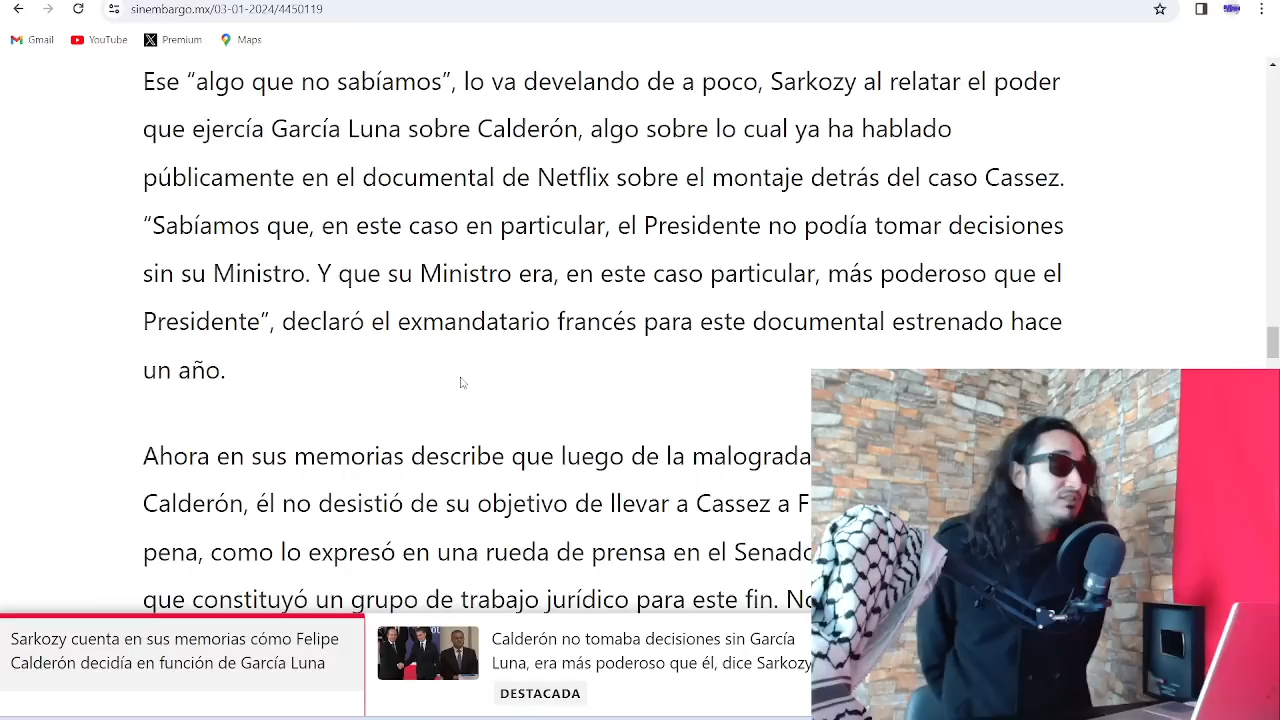 sinembargo.mx/03-01-2024/4450119
Gmail YouTube Premium Maps
Ese “algo que no sabíamos”, lo va develando de a poco, Sarkozy al relatar el poder
que ejercía García Luna sobre Calderón, algo sobre lo cual ya ha hablado
públicamente en el documental de Netflix sobre el montaje detrás del caso Cassez.
“Sabíamos que, en este caso en particular, el Presidente no podía tomar decisiones
sin su Ministro. Y que su Ministro era, en este caso particular, más poderoso que el
Presidente”, declaró el exmandatario francés para este documental estrenado hace
un año.
Ahora en sus memorias describe que luego de la malograda
Calderón, él no desistió de su objetivo de llevar a Cassez a F
pena, como lo expresó en una rueda de prensa en el Senado
que constituyó un grupo de trabajo jurídico para este fin. No
Sarkozy cuenta en sus memorias cómo Felipe
Calderón decidía en función de García Luna
Calderón no tomaba decisiones sin García
Luna, era más poderoso que él, dice Sarkozy
DESTACADA